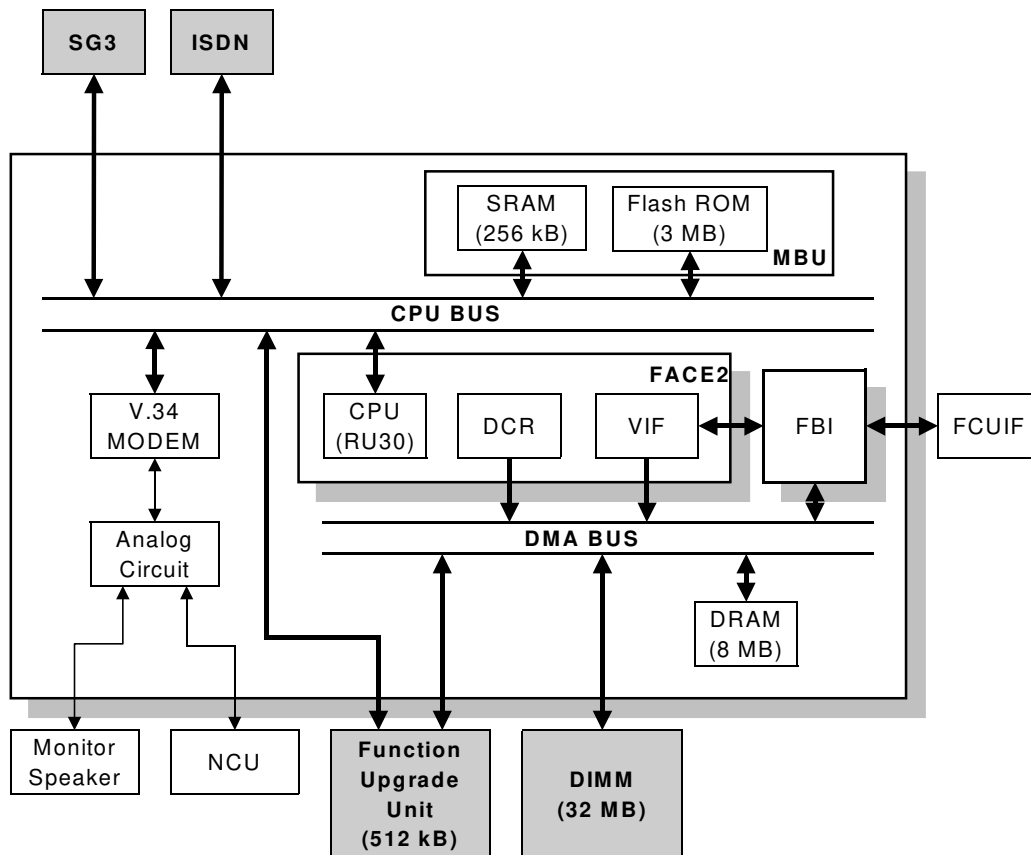 SG3
ISDN
SRAM
(256 kB)
Flash ROM
(3 MB)
MBU
CPU BUS
FACE2
V.34
MODEM
CPU
(RU30)
DCR
VIF
FBI
FCUIF
DMA BUS
Analog
Circuit
DRAM
(8 MB)
Monitor
Speaker
NCU
Function
Upgrade
Unit
(512 kB)
DIMM
(32 MB)